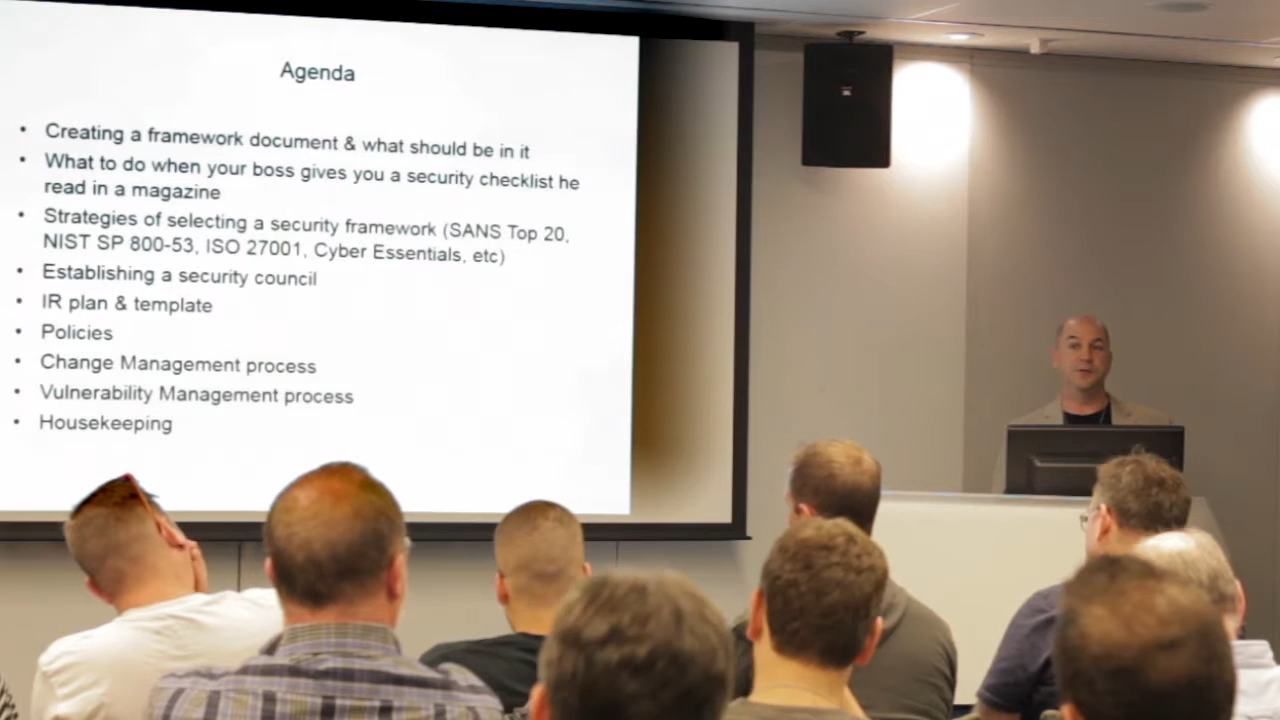 Agenda
• Creating a framework document & what should be in it
• What to do when your boss gives you a security checklist he
read in a magazine
• Strategies of selecting a security framework (SANS Top 20,
NIST SP 800-53, ISO 27001, Cyber Essentials, etc)
• Establishing a security council
• IR plan & template
• Policies
• Change Management process
• Vulnerability Management process
• Housekeeping